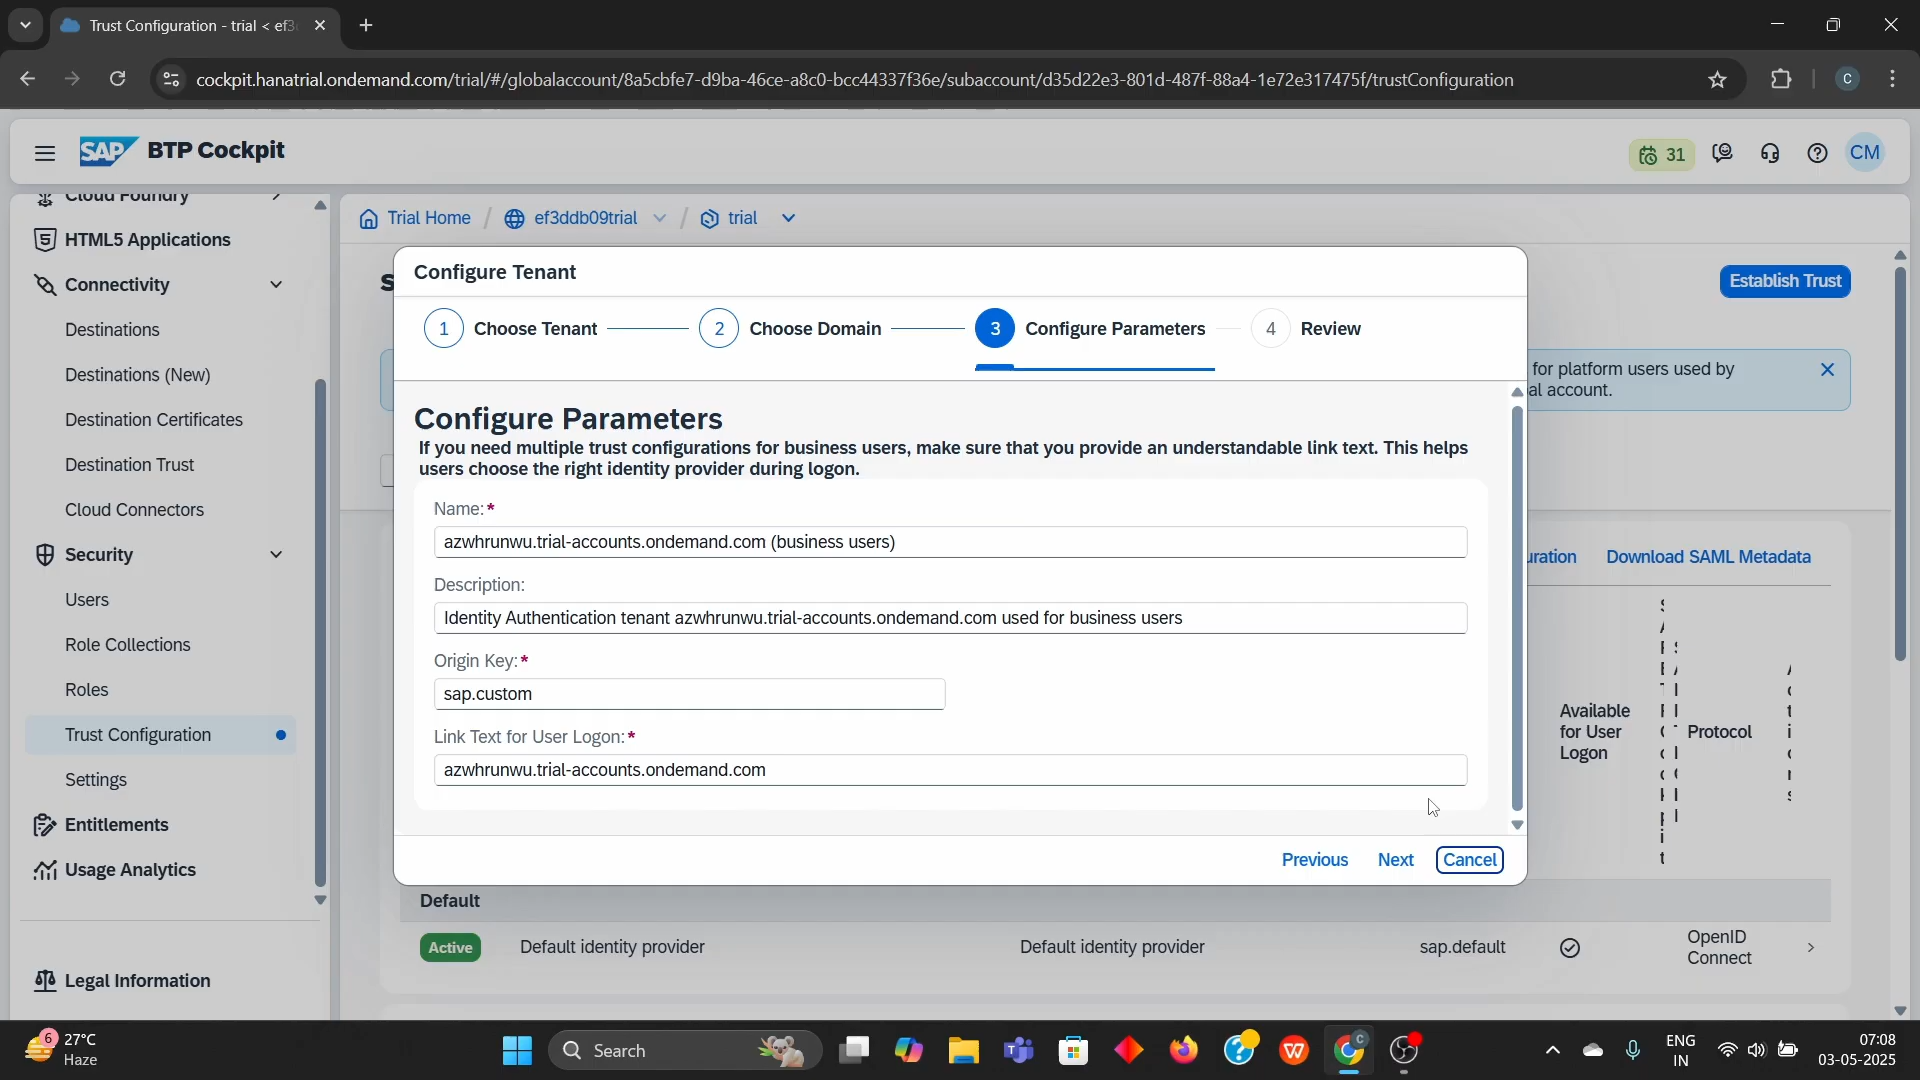 Trust Configuration - trial < ef3
cockpit.hanatrial.ondemand.com/trial/#/globalaccount/8a5cbfe7-d9ba-46ce-a8c0-bcc44337f36e/subaccount/d35d22e3-801d-487f-88a4-1e72e317475f/trustConfiguration
C
SAP BTP Cockpit
31
CM
Cloud Foundry
HTML5 Applications
Connectivity
Destinations
Destinations (New)
Destination Certificates
Destination Trust
Cloud Connectors
Security
Users
Role Collections
Roles
Trust Configuration
Settings
Entitlements
Usage Analytics
Legal Information
Trial Home / ef3ddb09trial / trial
Establish Trust
for platform users used by
al account.
Configure Tenant
1 Choose Tenant
2 Choose Domain
3 Configure Parameters
4 Review
Configure Parameters
If you need multiple trust configurations for business users, make sure that you provide an understandable link text. This helps
users choose the right identity provider during logon.
Name:*
azwhrunwu.trial-accounts.ondemand.com (business users)
Description:
Identity Authentication tenant azwhrunwu.trial-accounts.ondemand.com used for business users
Origin Key:*
sap.custom
Link Text for User Logon:*
azwhrunwu.trial-accounts.ondemand.com
Previous Next Cancel
uration Download SAML Metadata
Available
for User
Logon
Protocol
Default
Active Default identity provider Default identity provider sap.default
OpenID
Connect
6
27°C
Haze
Search
ENG
IN
07:08
03-05-2025